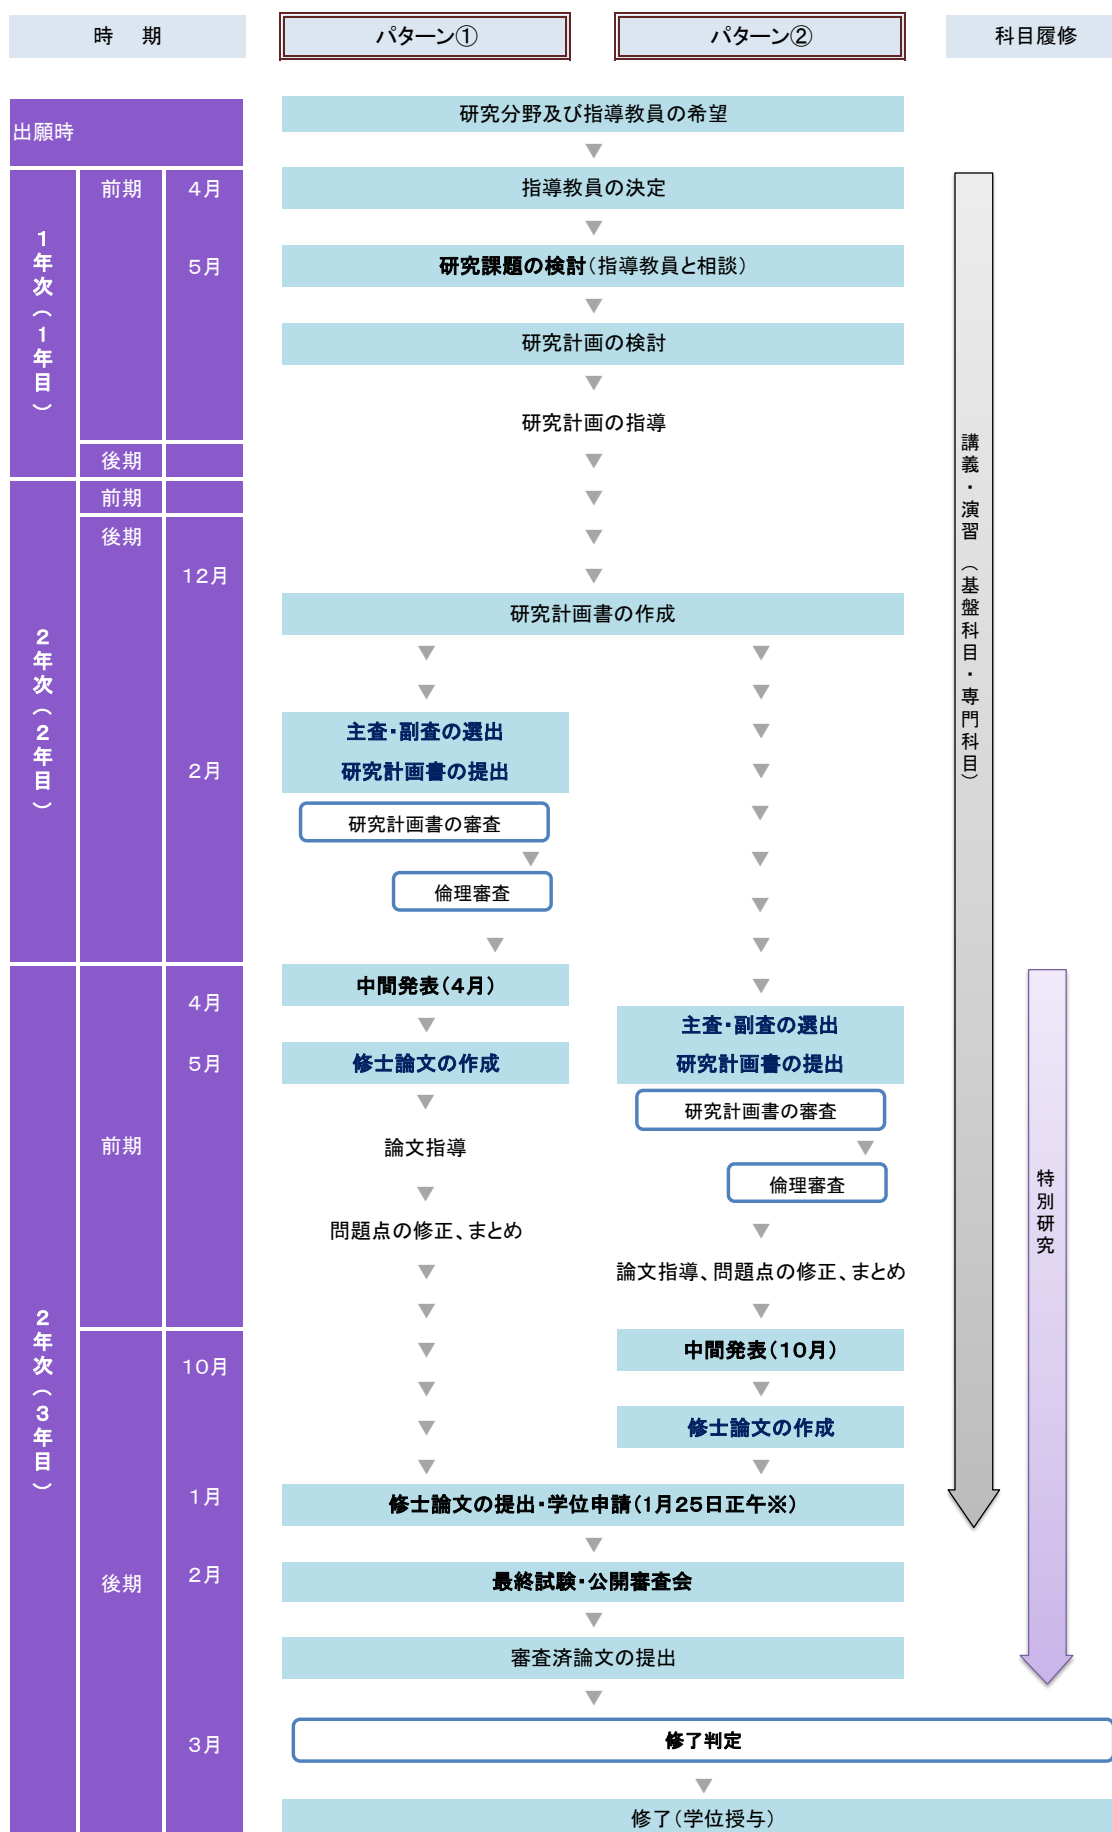 時　期
パターン①
パターン②
科目履修
出願時
研究分野及び指導教員の希望
▼
1年次（1年目）
前期
4月
指導教員の決定
▼
5月
研究課題の検討（指導教員と相談）
▼
研究計画の検討
▼
研究計画の指導
後期
▼
2年次（2年目）
前期
▼
後期
▼
12月
▼
研究計画書の作成
▼
▼
▼
▼
主査・副査の選出
▼
2月
研究計画書の提出
▼
研究計画書の審査
▼
▼
▼
倫理審査
▼
▼
▼
2年次（3年目）
前期
4月
中間発表（4月）
▼
▼
主査・副査の選出
5月
修士論文の作成
研究計画書の提出
▼
研究計画書の審査
論文指導
▼
倫理審査
▼
問題点の修正、まとめ
▼
▼
論文指導、問題点の修正、まとめ
▼
▼
後期
10月
▼
中間発表（10月）
▼
▼
▼
修士論文の作成
▼
▼
1月
修士論文の提出・学位申請（1月25日正午※）
▼
2月
最終試験・公開審査会
▼
審査済論文の提出
▼
3月
修了判定
▼
修了（学位授与）
講義・演習　（基盤科目・専門科目）
特別研究